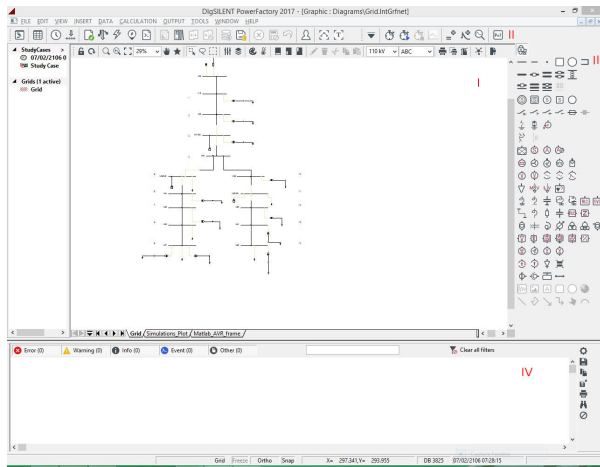 DIgSILENT PowerFactory 2017 - [Graphic : Diagrams\Grid.IntGrfnet]
FILE EDIT VIEW INSERT DATA CALCULATION OUTPUT TOOLS WINDOW HELP
II
StudyCases
07/02/2106 0
Study Case
Grids (1 active)
Grid
29%
110 kV
ABC
III
I
Grid Simulations_Plot Matlab_AVR_frame
Error (0) Warning (0) Info (0) Event (0) Other (0) Clear all filters
IV
Grid Freeze Ortho Snap X= 297.341,Y= 293.955 DB 3825 07/02/2106 07:28:15